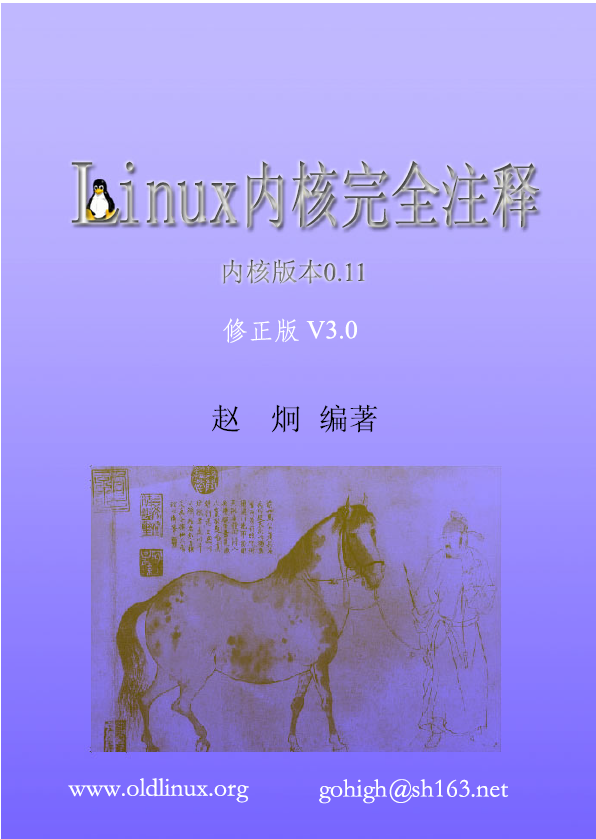 Linux内核完全注释
内核版本0.11
修正版 V3.0
赵 炯 编著
www.oldlinux.org
gohigh@sh163.net